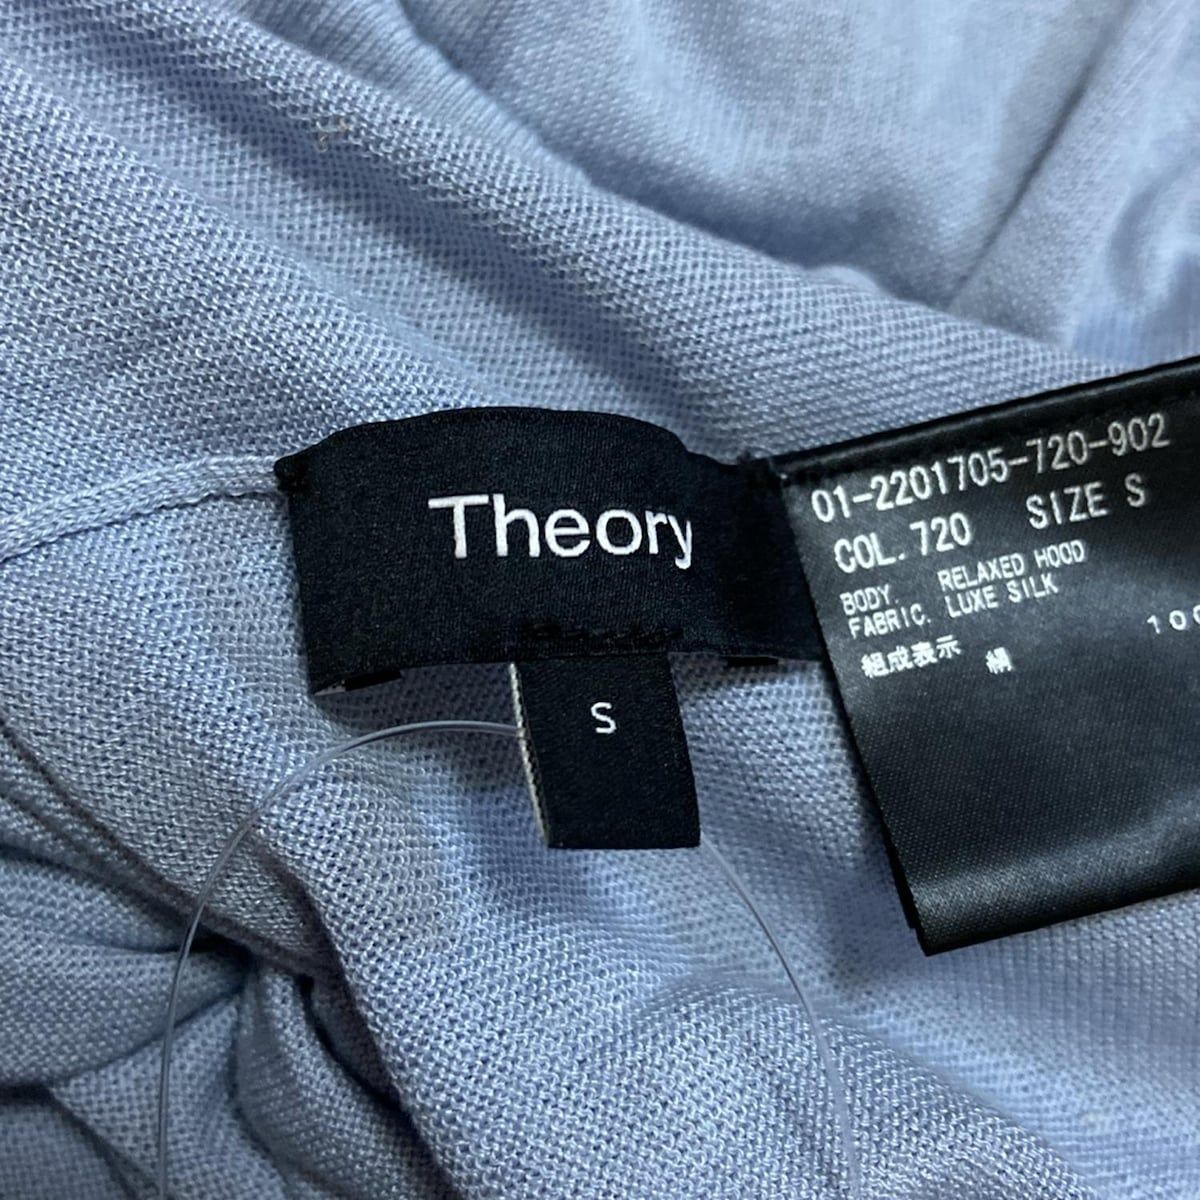 Theory
S
01-2201705-720-902
COL. 720 SIZE S
BODY. RELAXED HOOD
FABRIC. LUXE SILK
組成表示
絹 100